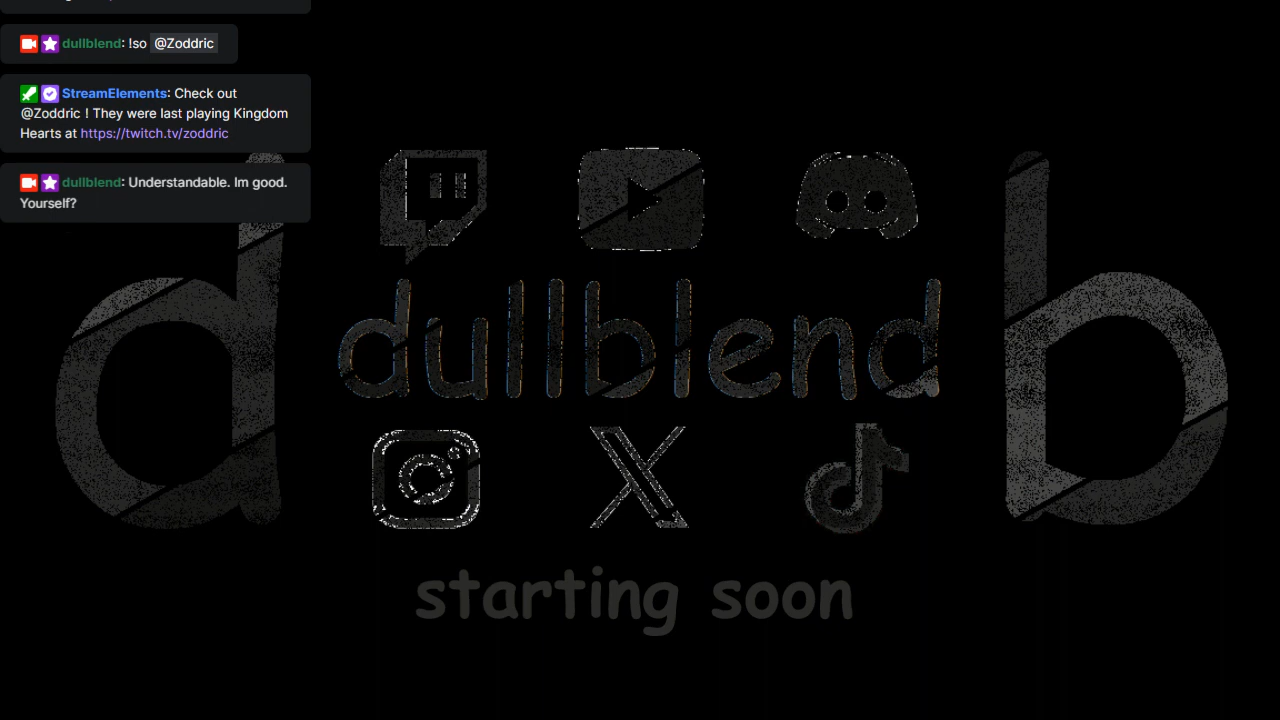 dullblend: !so @Zoddric
StreamElements: Check out
@Zoddric ! They were last playing Kingdom
Hearts at https://twitch.tv/zoddric
dullblend: Understandable. Im good.
Yourself?
d
b
dullblend
starting soon